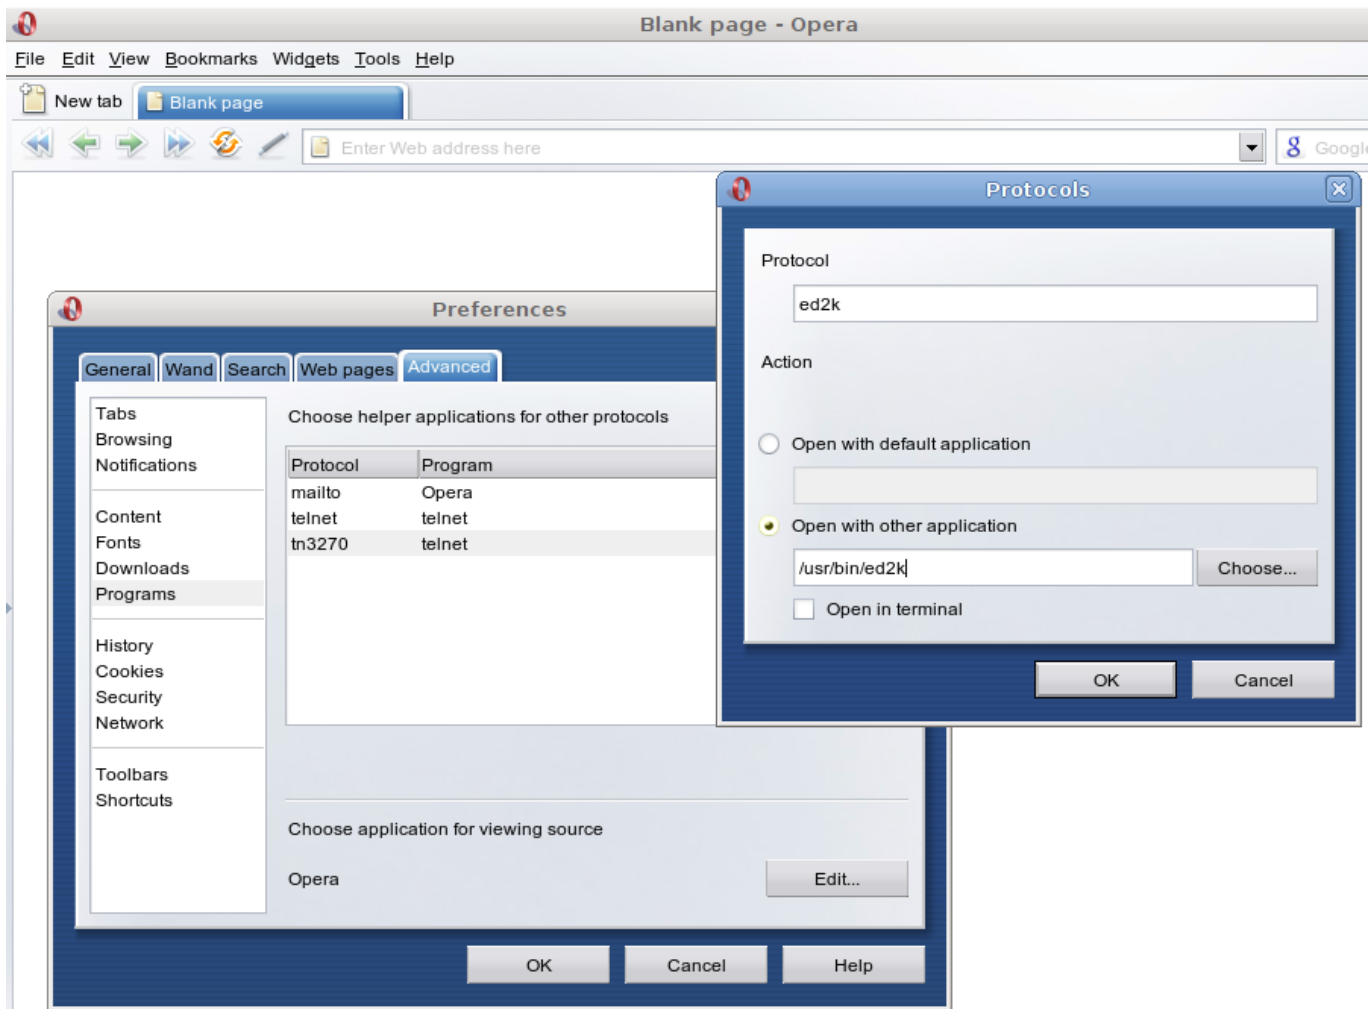 Blank page - Opera
File Edit View Bookmarks Widgets Tools Help
New tab Blank page
Enter Web address here
Google
Protocols
Protocol
ed2k
Action
Open with default application
Open with other application
/usr/bin/ed2k
Choose...
Open in terminal
OK Cancel
Preferences
General Wand Search Web pages Advanced
Tabs
Browsing
Notifications
Content
Fonts
Downloads
Programs
History
Cookies
Security
Network
Toolbars
Shortcuts
Choose helper applications for other protocols
Protocol Program
mailto Opera
telnet telnet
tn3270 telnet
Choose application for viewing source
Opera Edit...
OK Cancel Help